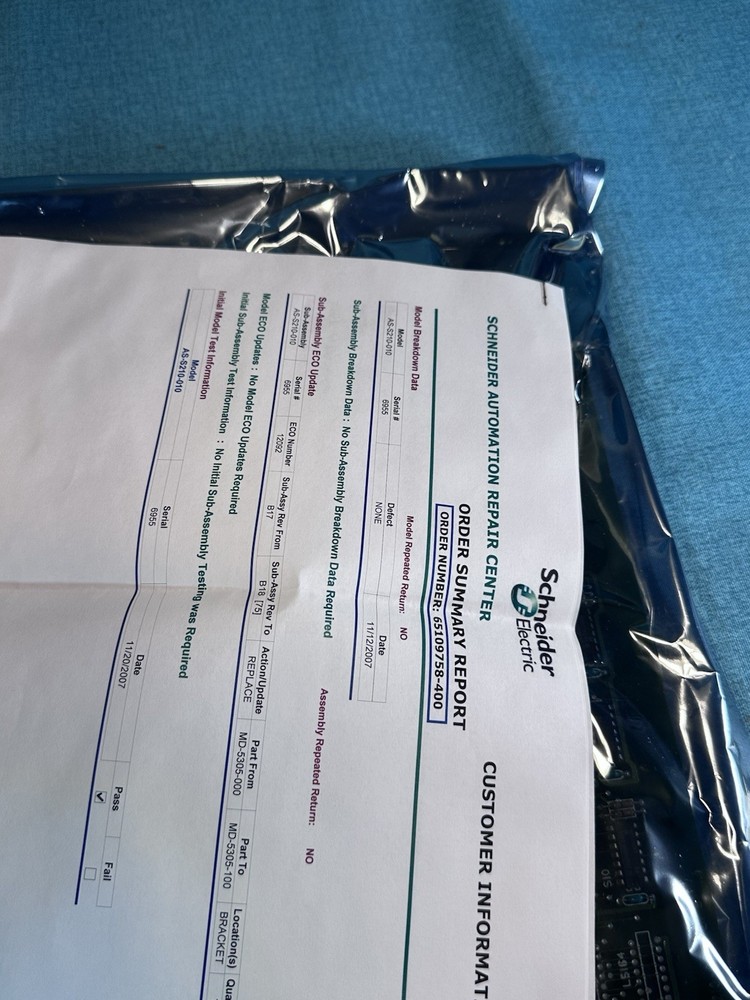 Schneider
Electric
SCHNEIDER AUTOMATION REPAIR CENTER
CUSTOMER INFORMAT
ORDER SUMMARY REPORT
ORDER NUMBER: 65109758-400
Model Breakdown Data
Model Repeated Return: NO
Model Serial # Defect Date
AS-S210-010 6955 NONE 11/12/2007
Sub-Assembly Breakdown Data : No Sub-Assembly Breakdown Data Required
Sub-Assembly ECO Update
Assembly Repeated Return: NO
Sub-Assembly Serial # ECO Number Sub-Assy Rev From Sub-Assy Rev To Action/Update Part From Part To Location(s) Qua
AS-S210-010 6955 12092 B17 B18 [75] REPLACE MD-5305-000 MD-5305-100 BRACKET
Model ECO Updates : No Model ECO Updates Required
Initial Sub-Assembly Test Information : No Initial Sub-Assembly Testing was Required
Initial Model Test Information
Model Serial Date Pass Fail
AS-S210-010 6955 11/20/2007